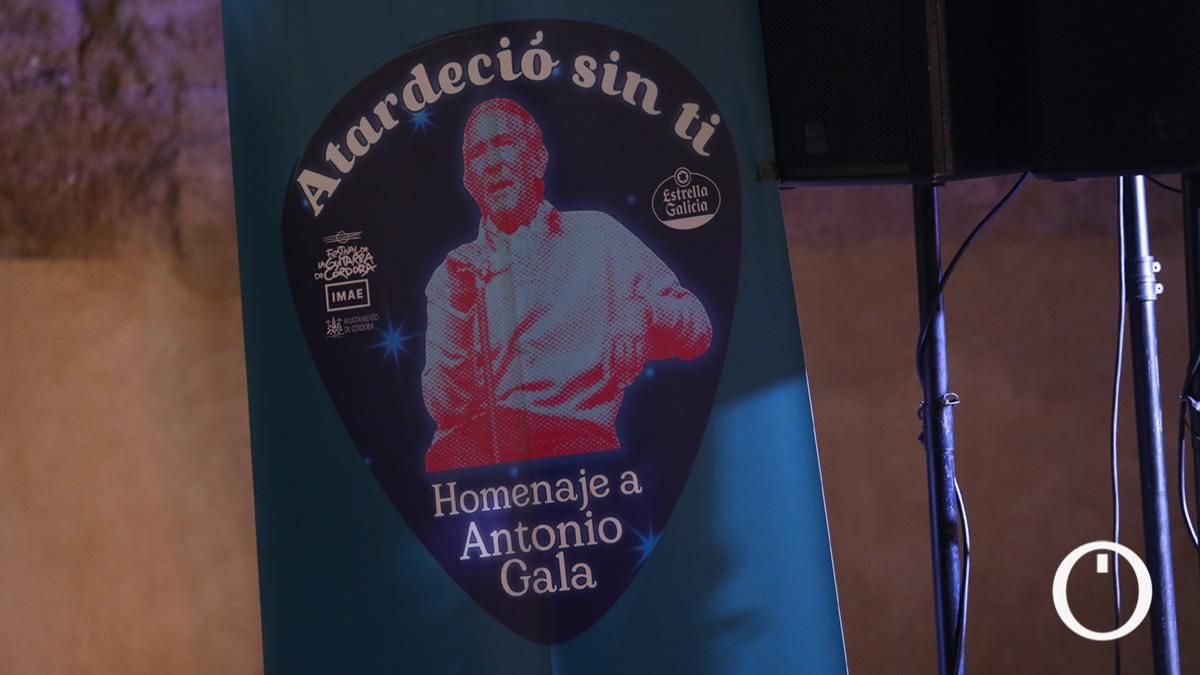 Atardeció sin ti
Estrella
Galicia
FESTIVAL DE
LA GUITARRA
DE CÓRDOBA
IMAE
AYUNTAMIENTO
DE CÓRDOBA
Homenaje a
Antonio
Gala